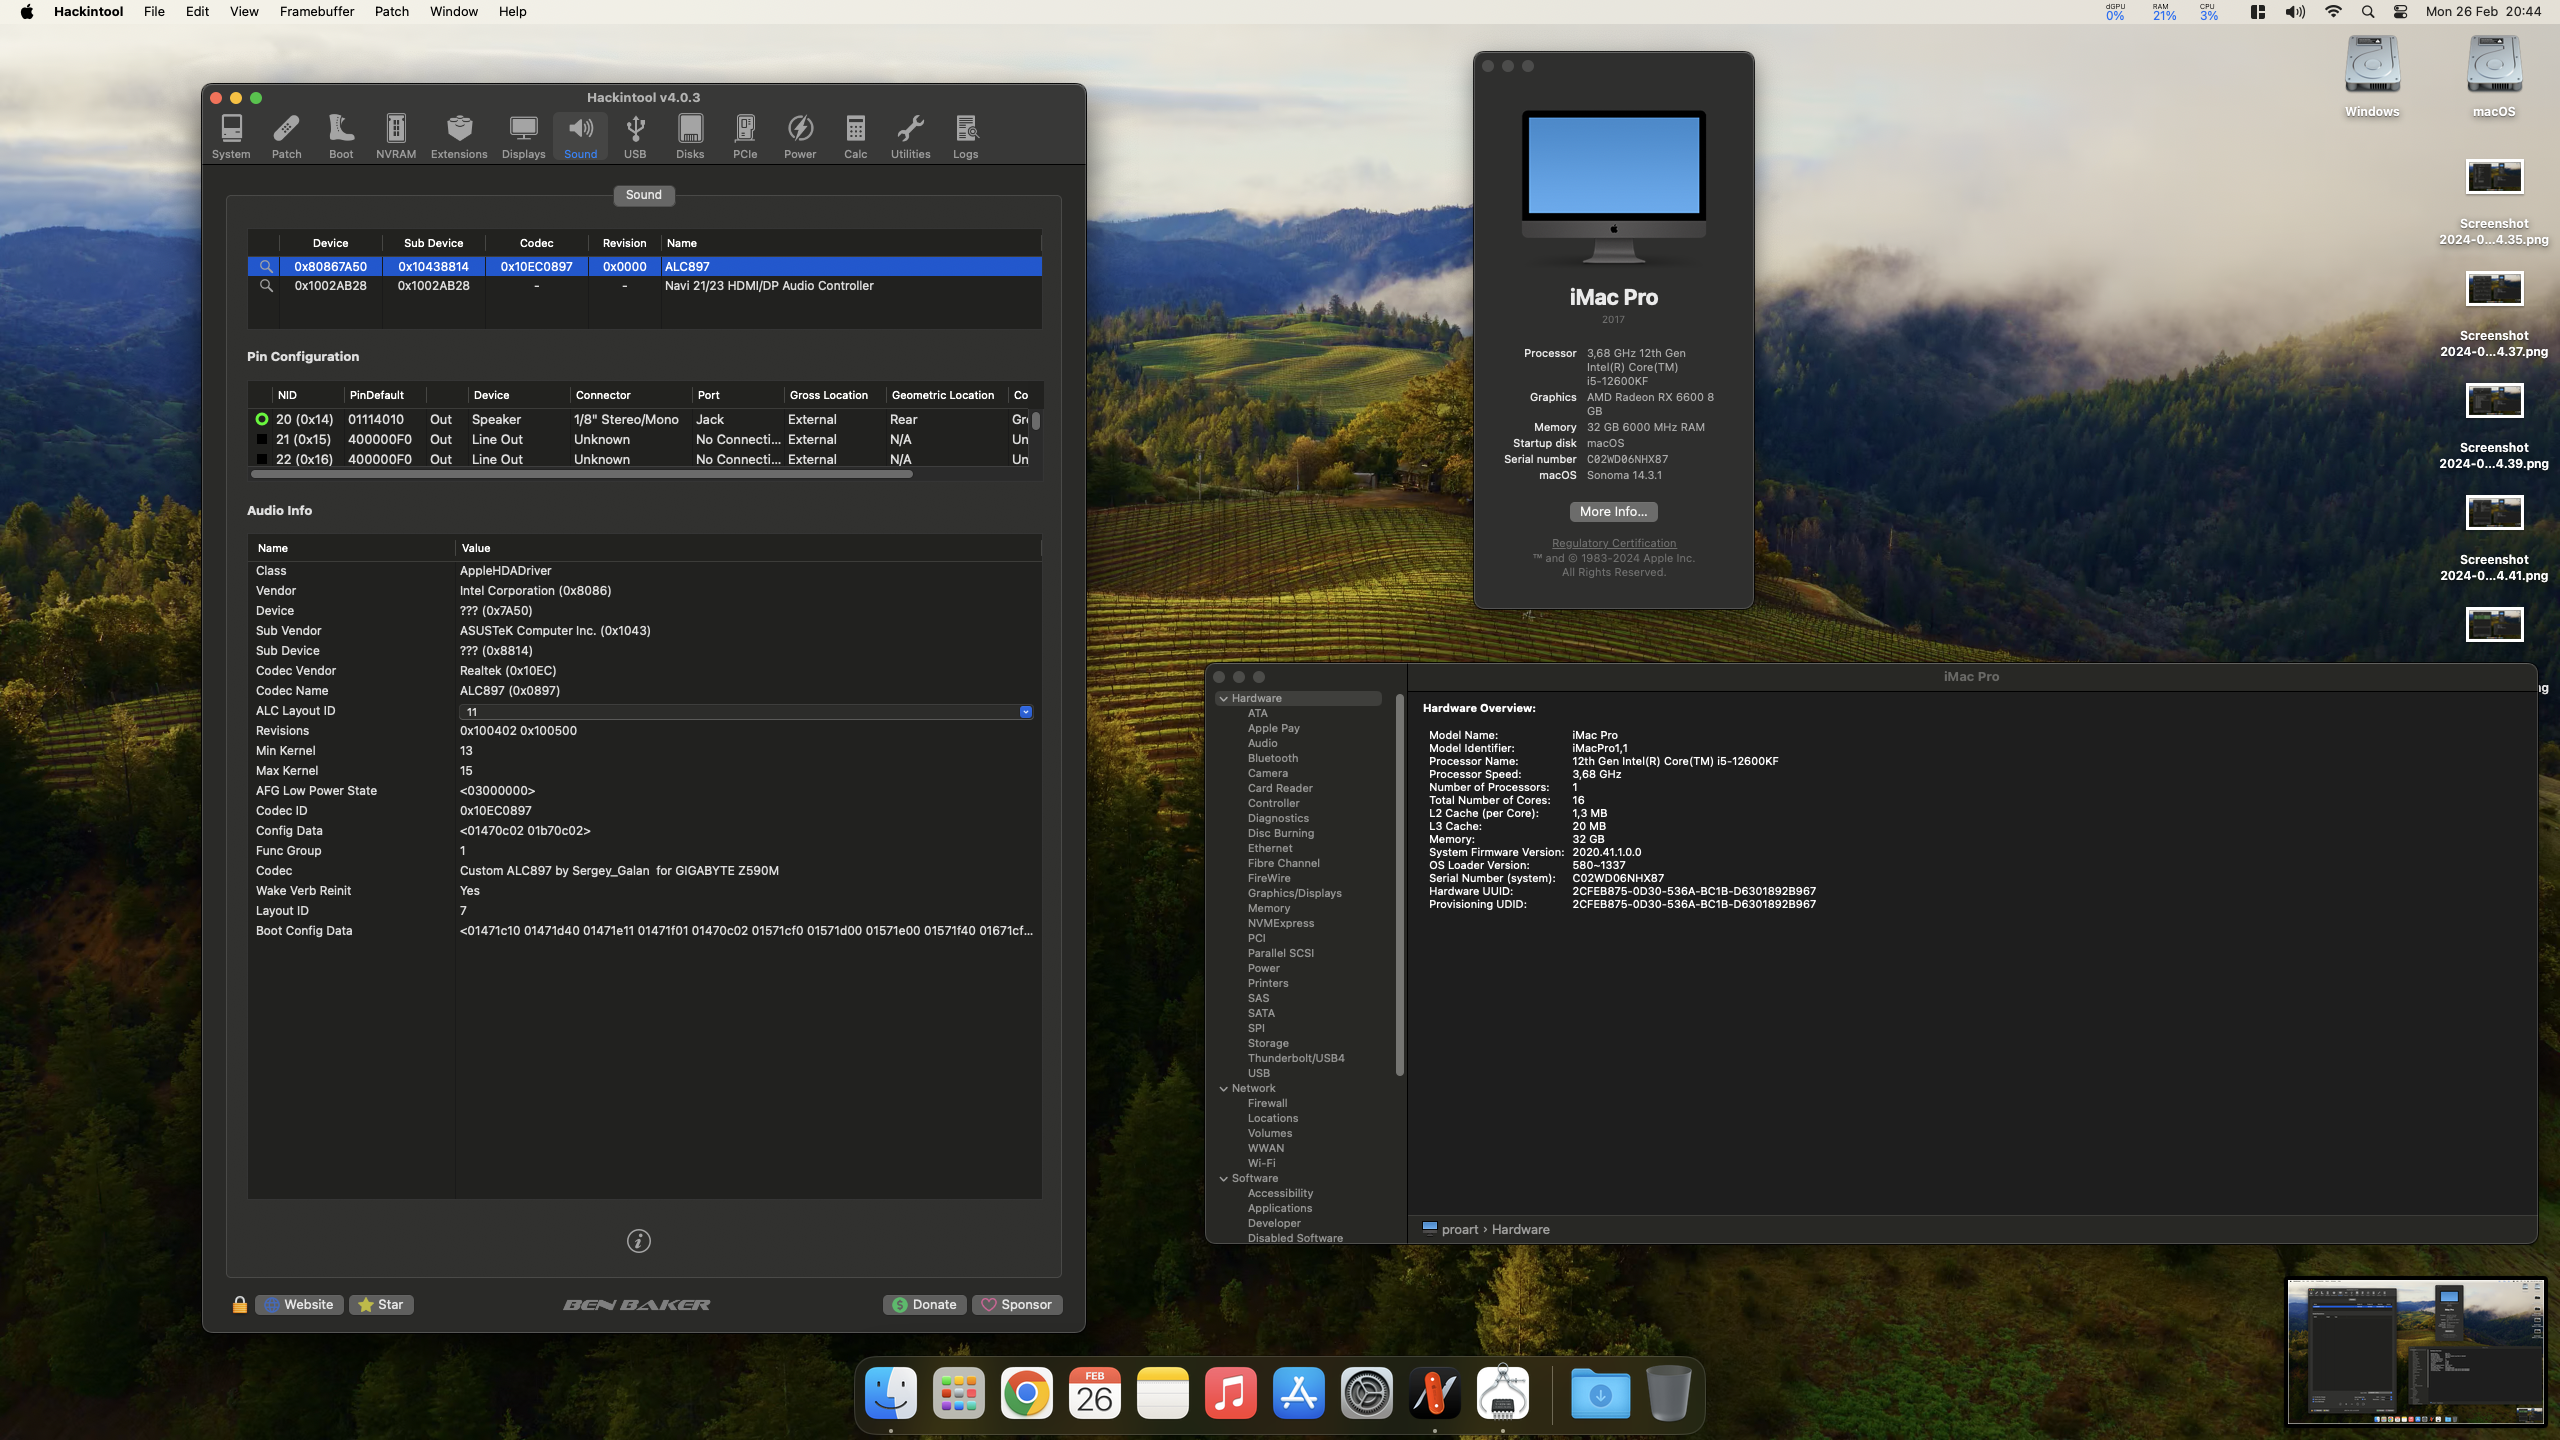 Hackintool File Edit View Framebuffer Patch Window Help
dGPU 0% RAM 21% CPU 3% Mon 26 Feb 20:44
Hackintool v4.0.3
System Patch Boot NVRAM Extensions Displays Sound USB Disks PCIe Power Calc Utilities Logs
Sound
Device Sub Device Codec Revision Name
0x80867A50 0x10438814 0x10EC0897 0x0000 ALC897
0x1002AB28 0x1002AB28 - - Navi 21/23 HDMI/DP Audio Controller
Pin Configuration
NID PinDefault Device Connector Port Gross Location Geometric Location Co
20 (0x14) 01114010 Out Speaker 1/8" Stereo/Mono Jack External Rear Gr
21 (0x15) 400000F0 Out Line Out Unknown No Connecti... External N/A Un
22 (0x16) 400000F0 Out Line Out Unknown No Connecti... External N/A Un
Audio Info
Name Value
Class AppleHDADriver
Vendor Intel Corporation (0x8086)
Device ??? (0x7A50)
Sub Vendor ASUSTeK Computer Inc. (0x1043)
Sub Device ??? (0x8814)
Codec Vendor Realtek (0x10EC)
Codec Name ALC897 (0x0897)
ALC Layout ID 11
Revisions 0x100402 0x100500
Min Kernel 13
Max Kernel 15
AFG Low Power State <03000000>
Codec ID 0x10EC0897
Config Data <01470c02 01b70c02>
Func Group 1
Codec Custom ALC897 by Sergey_Galan for GIGABYTE Z590M
Wake Verb Reinit Yes
Layout ID 7
Boot Config Data <01471c10 01471d40 01471e11 01471f01 01470c02 01571cf0 01571d00 01571e00 01571f40 01671cf...
Website Star BEN BAKER Donate Sponsor
iMac Pro
2017
Processor 3,68 GHz 12th Gen
Intel(R) Core(TM)
i5-12600KF
Graphics AMD Radeon RX 6600 8
GB
Memory 32 GB 6000 MHz RAM
Startup disk macOS
Serial number C02WD06NHX87
macOS Sonoma 14.3.1
More Info...
Regulatory Certification
™ and © 1983-2024 Apple Inc.
All Rights Reserved.
Windows macOS
Screenshot
2024-0...4.35.png
Screenshot
2024-0...4.37.png
Screenshot
2024-0...4.39.png
Screenshot
2024-0...4.41.png
ng
iMac Pro
Hardware
ATA
Apple Pay
Audio
Bluetooth
Camera
Card Reader
Controller
Diagnostics
Disc Burning
Ethernet
Fibre Channel
FireWire
Graphics/Displays
Memory
NVMExpress
PCI
Parallel SCSI
Power
Printers
SAS
SATA
SPI
Storage
Thunderbolt/USB4
USB
Network
Firewall
Locations
Volumes
WWAN
Wi-Fi
Software
Accessibility
Applications
Developer
Disabled Software
Hardware Overview:
Model Name: iMac Pro
Model Identifier: iMacPro1,1
Processor Name: 12th Gen Intel(R) Core(TM) i5-12600KF
Processor Speed: 3,68 GHz
Number of Processors: 1
Total Number of Cores: 16
L2 Cache (per Core): 1,3 MB
L3 Cache: 20 MB
Memory: 32 GB
System Firmware Version: 2020.41.1.0.0
OS Loader Version: 580~1337
Serial Number (system): C02WD06NHX87
Hardware UUID: 2CFEB875-0D30-536A-BC1B-D6301892B967
Provisioning UDID: 2CFEB875-0D30-536A-BC1B-D6301892B967
proart › Hardware
FEB
26